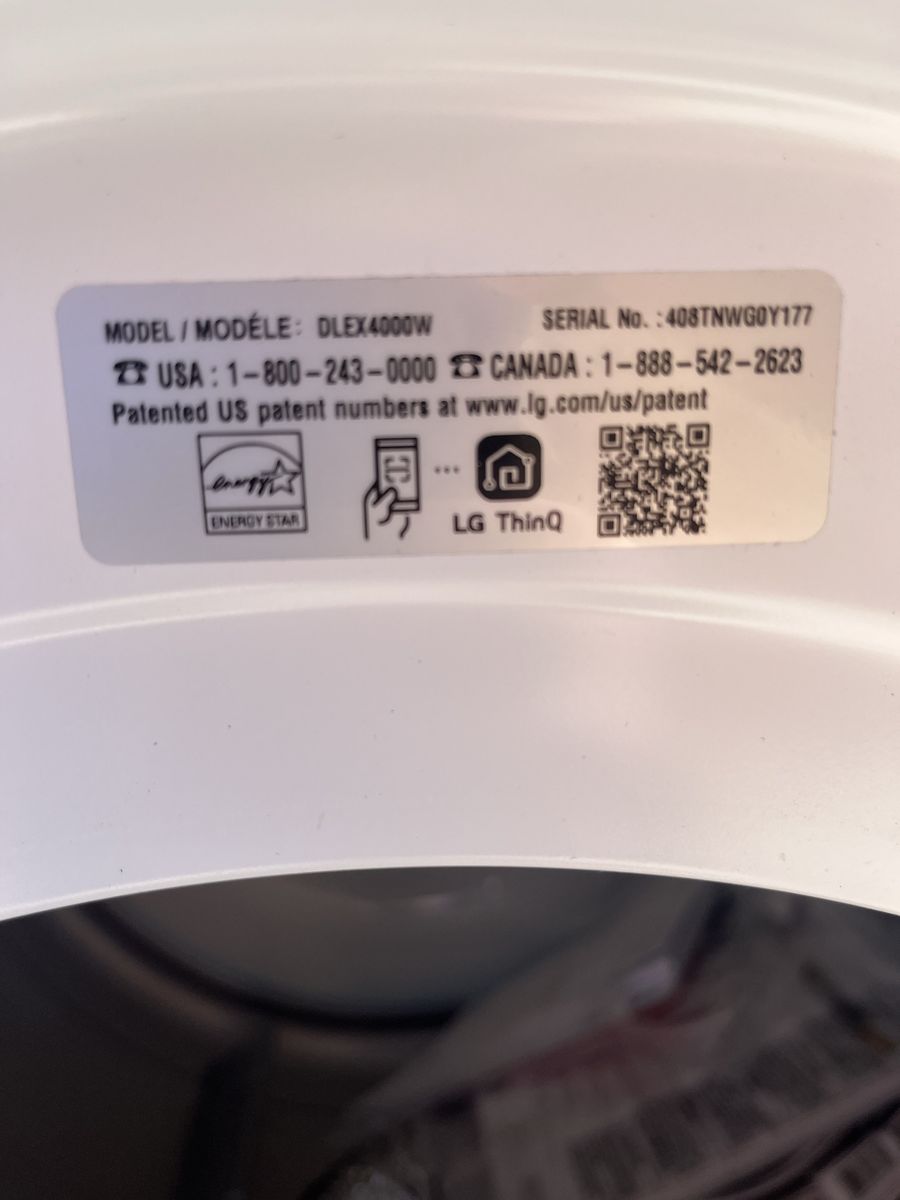 MODEL / MODÉLE: DLEX4000W SERIAL No. :408TNWG0Y177
☎ USA : 1-800-243-0000 ☎ CANADA : 1-888-542-2623
Patented US patent numbers at www.lg.com/us/patent
energy
ENERGY STAR
LG ThinQ